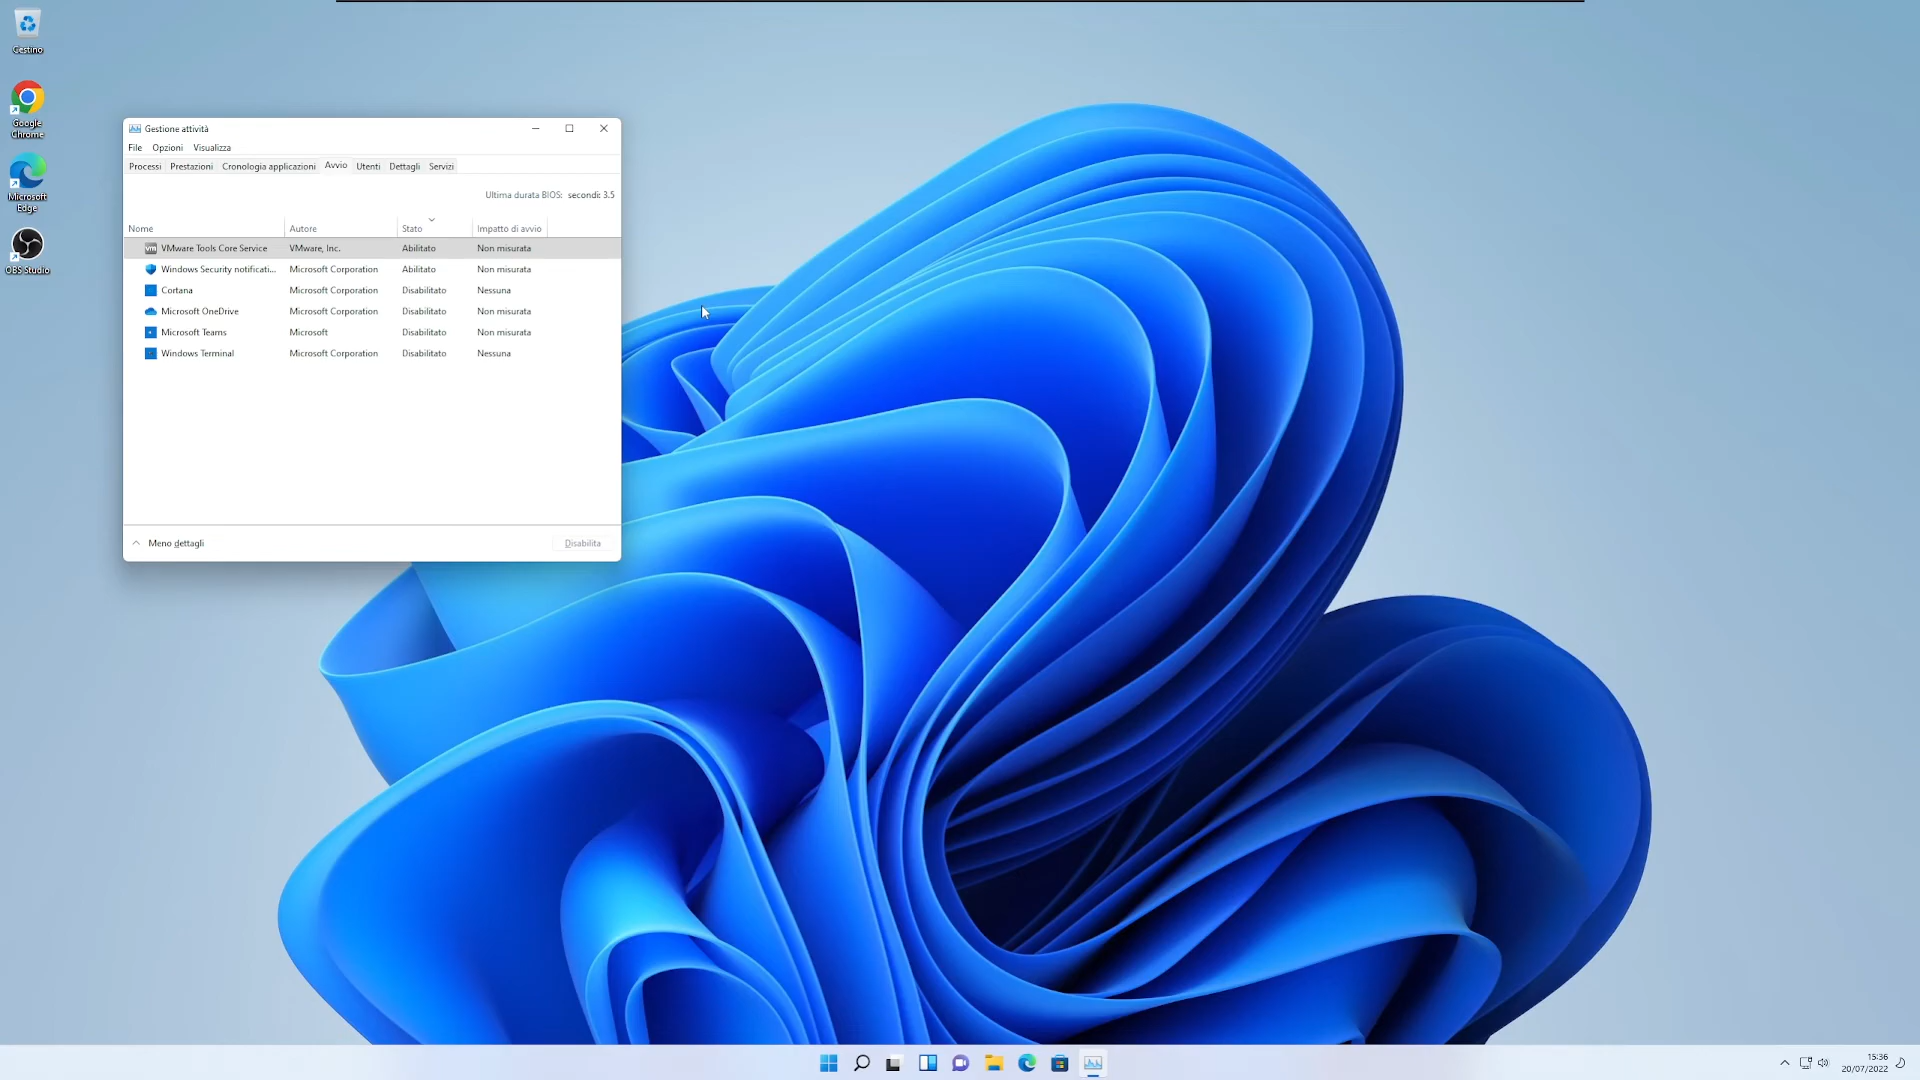 Cestino
Google
Chrome
Microsoft
Edge
OBS Studio
Gestione attività
File Opzioni Visualizza
Processi Prestazioni Cronologia applicazioni Avvio Utenti Dettagli Servizi
Ultima durata BIOS: secondi: 3.5
Nome Autore Stato Impatto di avvio
vm VMware Tools Core Service VMware, Inc. Abilitato Non misurata
Windows Security notificati... Microsoft Corporation Abilitato Non misurata
Cortana Microsoft Corporation Disabilitato Nessuna
Microsoft OneDrive Microsoft Corporation Disabilitato Non misurata
Microsoft Teams Microsoft Disabilitato Non misurata
Windows Terminal Microsoft Corporation Disabilitato Nessuna
Meno dettagli Disabilita
15:36
20/07/2022